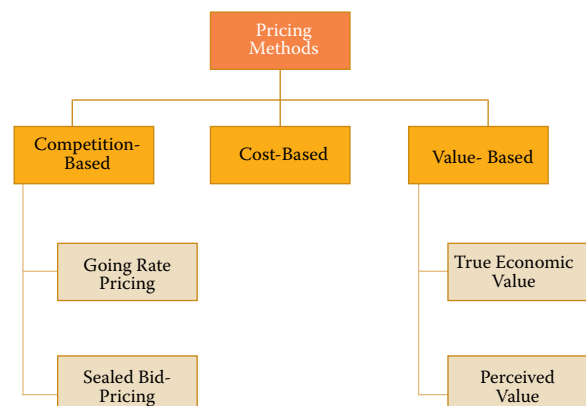 Pricing
Methods
Competition-
Based
Cost-Based
Value- Based
Going Rate
Pricing
True Economic
Value
Sealed Bid-
Pricing
Perceived
Value